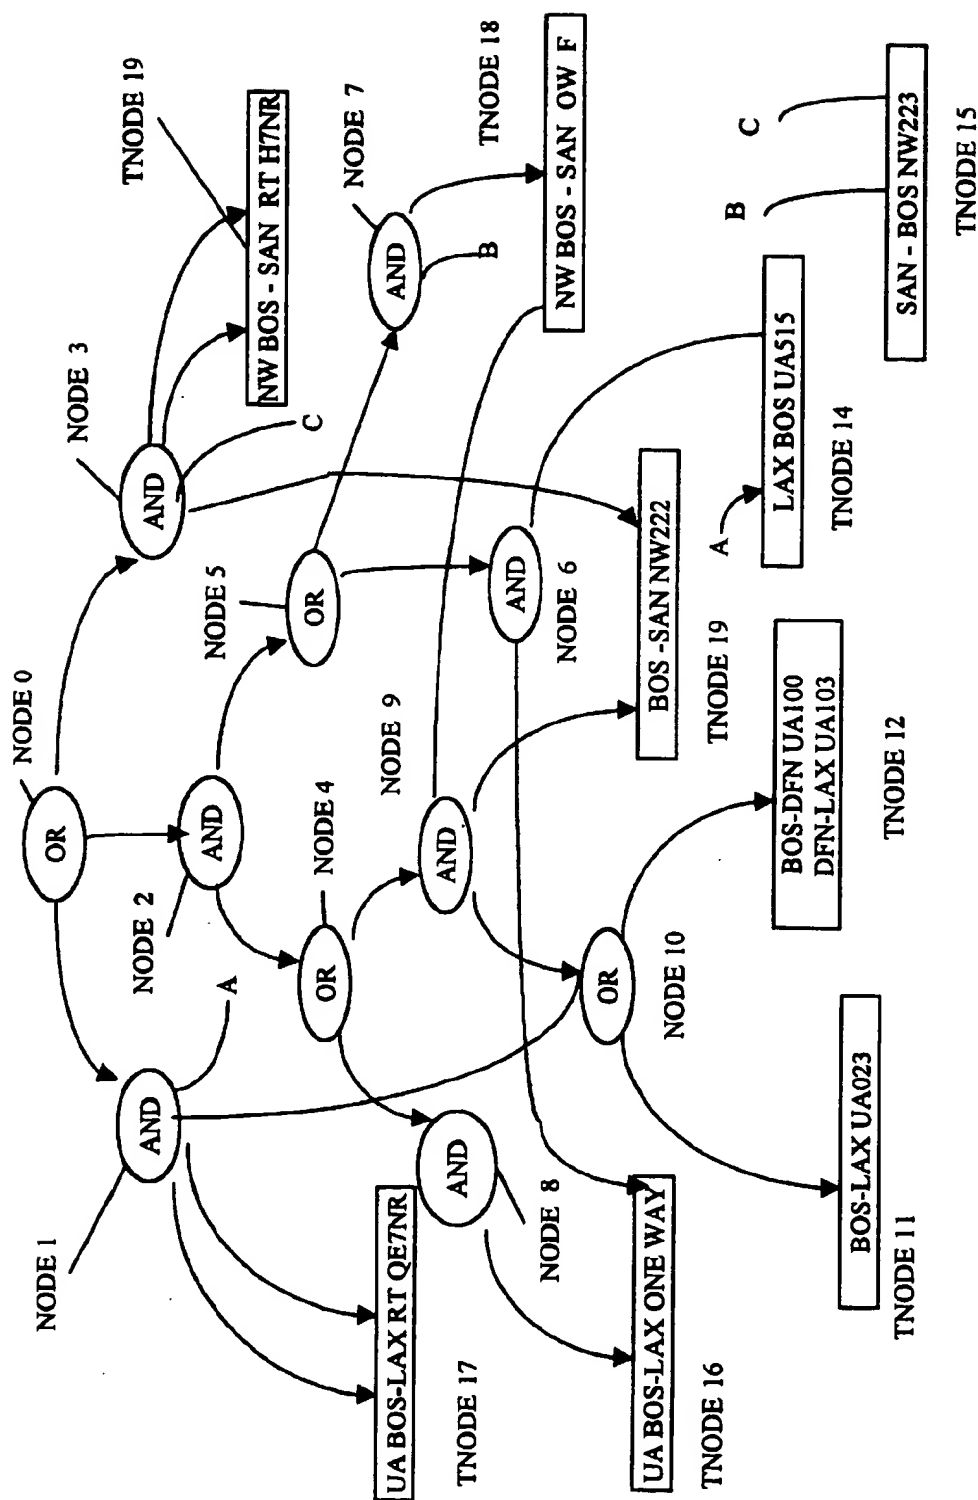 NODE 0
OR
NODE 1
AND
NODE 3
AND
TNODE 19
A
NODE 2
AND
NODE 5
C
NW BOS - SAN RT H7NR
OR
NODE 4
OR
NODE 7
AND
UA BOS-LAX RT QE7NR
TNODE 17
AND
NODE 9
AND
B
TNODE 18
NODE 8
AND
NODE 6
NW BOS - SAN OW F
UA BOS-LAX ONE WAY
TNODE 16
OR
NODE 10
BOS -SAN NW222
TNODE 19
A
B
C
BOS-LAX UA023
TNODE 11
BOS-DFN UA100
DFN-LAX UA103
TNODE 12
LAX BOS UA515
TNODE 14
SAN - BOS NW223
TNODE 15